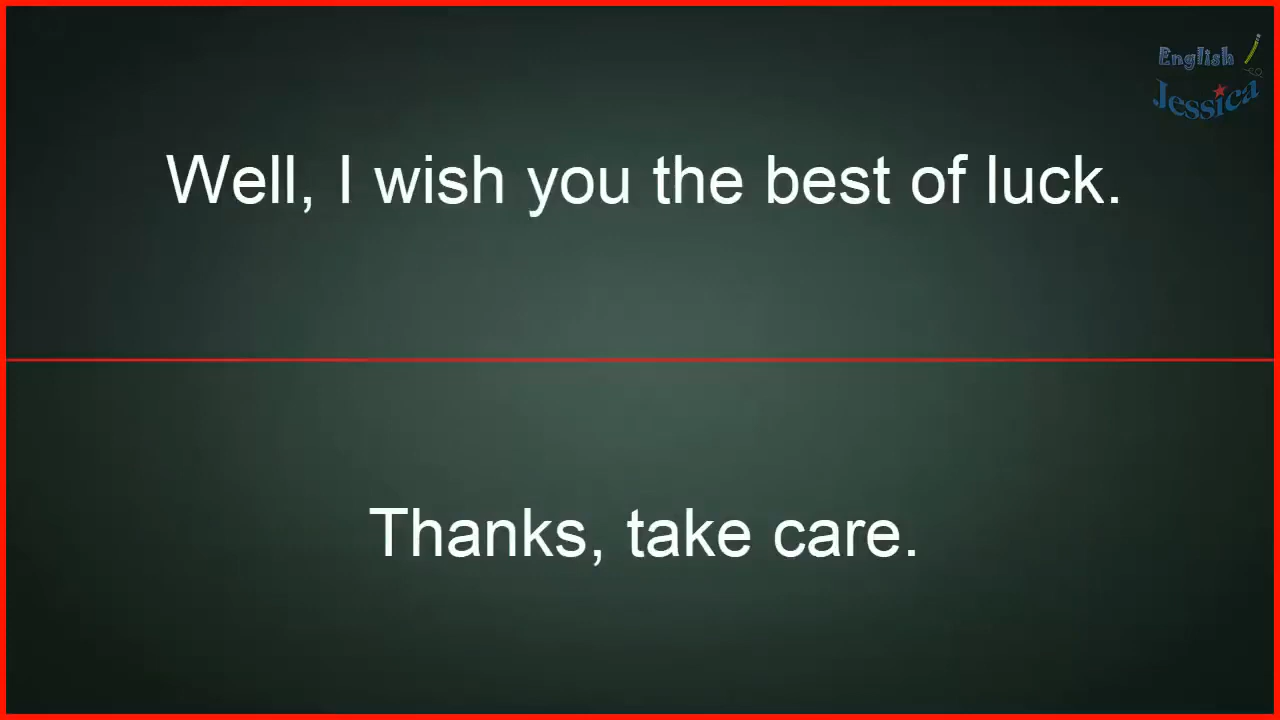 English
Jessica
Well, I wish you the best of luck.
Thanks, take care.